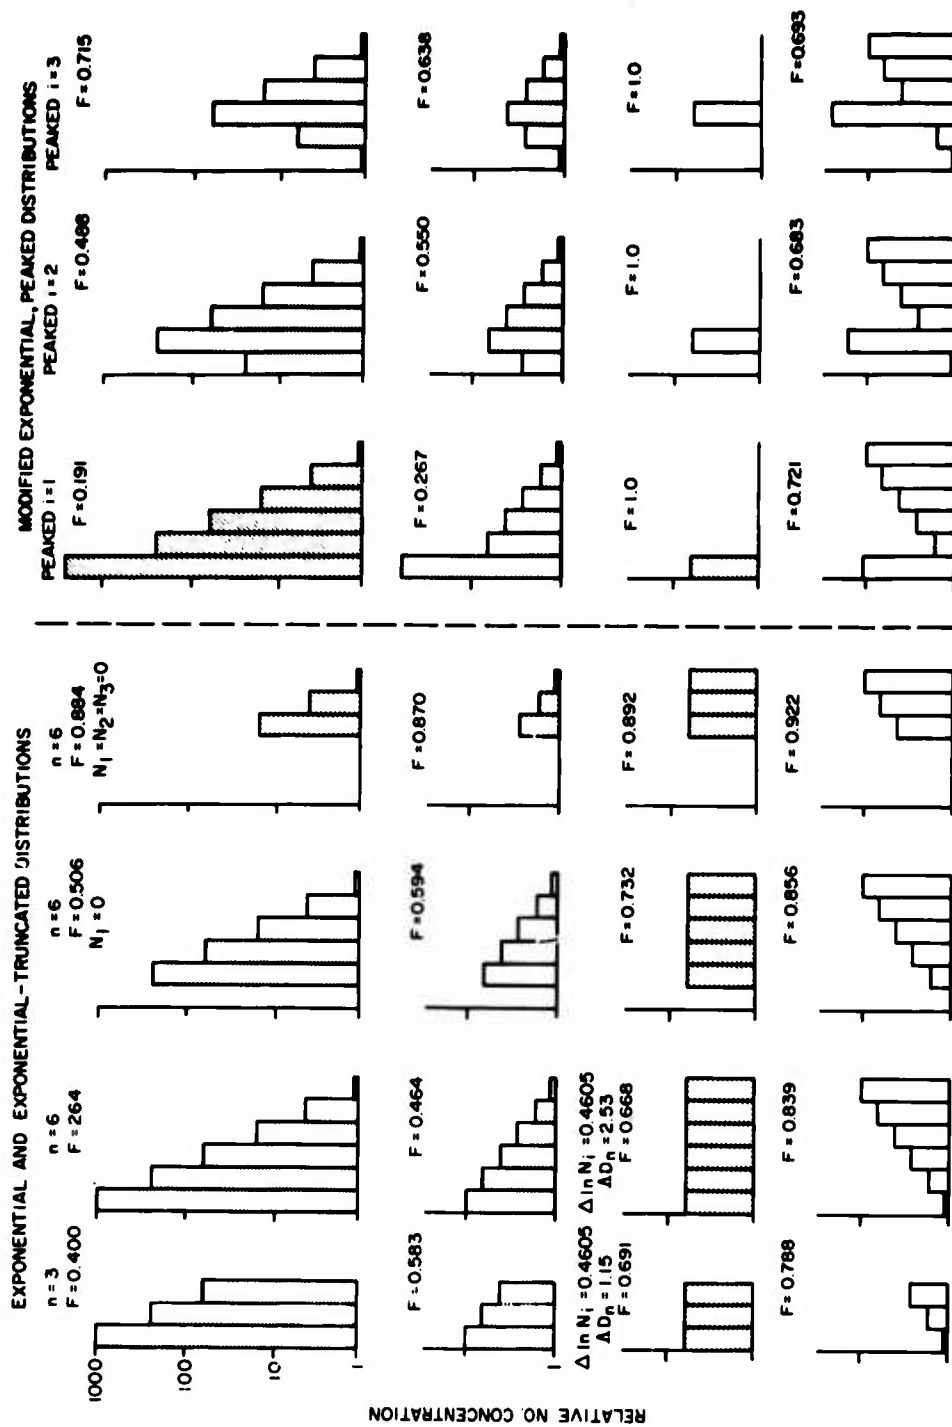 EXPONENTIAL AND EXPONENTIAL-TRUNCATED DISTRIBUTIONS
MODIFIED EXPONENTIAL, PEAKED DISTRIBUTIONS
n=3
F=0.400
n=6
F=264
n=6
F=0.506
N₁=0
n=6
F=0.884
N₁=N₂=N₃=0
PEAKED i=1
F=0.191
PEAKED i=2
F=0.488
PEAKED i=3
F=0.715
1000
100
10
1
F=0.583
F=0.464
F=0.594
F=0.870
F=0.267
F=0.550
F=0.638
1
Δ ln Nᵢ=0.4605
ΔDₙ=1.15
F=0.691
Δ ln Nᵢ=0.4605
ΔDₙ=2.53
F=0.668
F=0.732
F=0.892
F=1.0
F=1.0
F=1.0
F=0.788
F=0.839
F=0.856
F=0.922
F=0.721
F=0.683
F=0.693
RELATIVE NO. CONCENTRATION